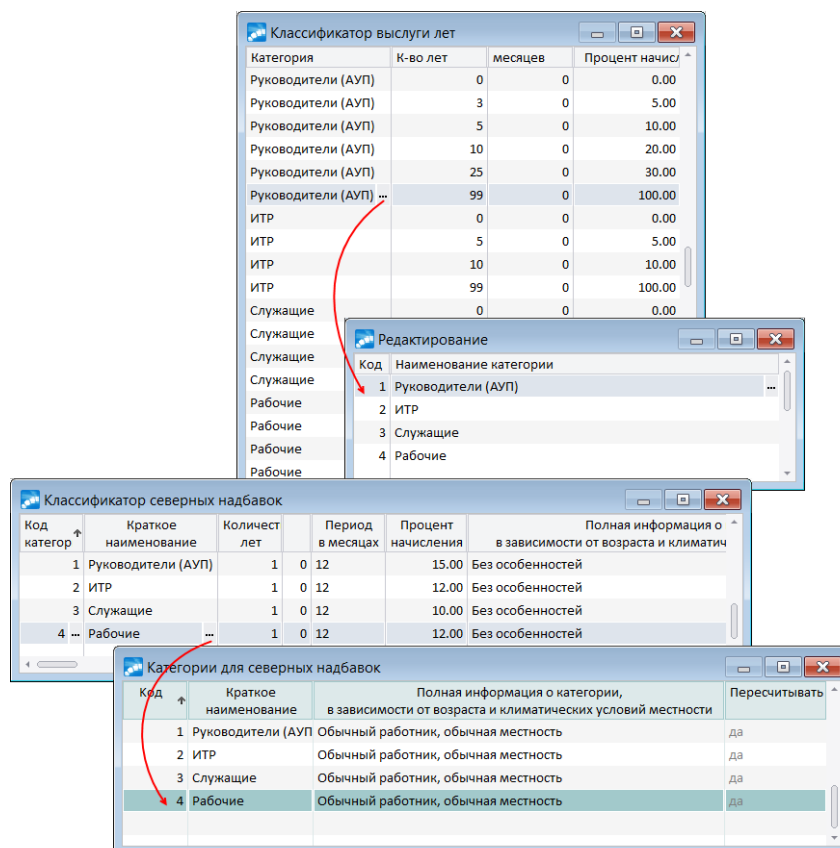 Классификатор выслуги лет
Категория К-во лет месяцев Процент начисл
Руководители (АУП) 0 0 0.00
Руководители (АУП) 3 0 5.00
Руководители (АУП) 5 0 10.00
Руководители (АУП) 10 0 20.00
Руководители (АУП) 25 0 30.00
Руководители (АУП) ... 99 0 100.00
ИТР 0 0 0.00
ИТР 5 0 5.00
ИТР 10 0 10.00
ИТР 99 0 100.00
Служащие 0 0 0.00
Служащие
Служащие
Служащие
Рабочие
Рабочие
Рабочие
Рабочие
Редактирование
Код Наименование категории
1 Руководители (АУП) ...
2 ИТР
3 Служащие
4 Рабочие
Классификатор северных надбавок
Код Краткое Количест Период Процент Полная информация о
категор наименование лет в месяцах начисления в зависимости от возраста и климатич
1 Руководители (АУП) 1 0 12 15.00 Без особенностей
2 ИТР 1 0 12 12.00 Без особенностей
3 Служащие 1 0 12 10.00 Без особенностей
4 ... Рабочие ... 1 0 12 12.00 Без особенностей
Категории для северных надбавок
Код Краткое Полная информация о категории, Пересчитывать
наименование в зависимости от возраста и климатических условий местности
1 Руководители (АУП Обычный работник, обычная местность да
2 ИТР Обычный работник, обычная местность да
3 Служащие Обычный работник, обычная местность да
4 Рабочие Обычный работник, обычная местность да